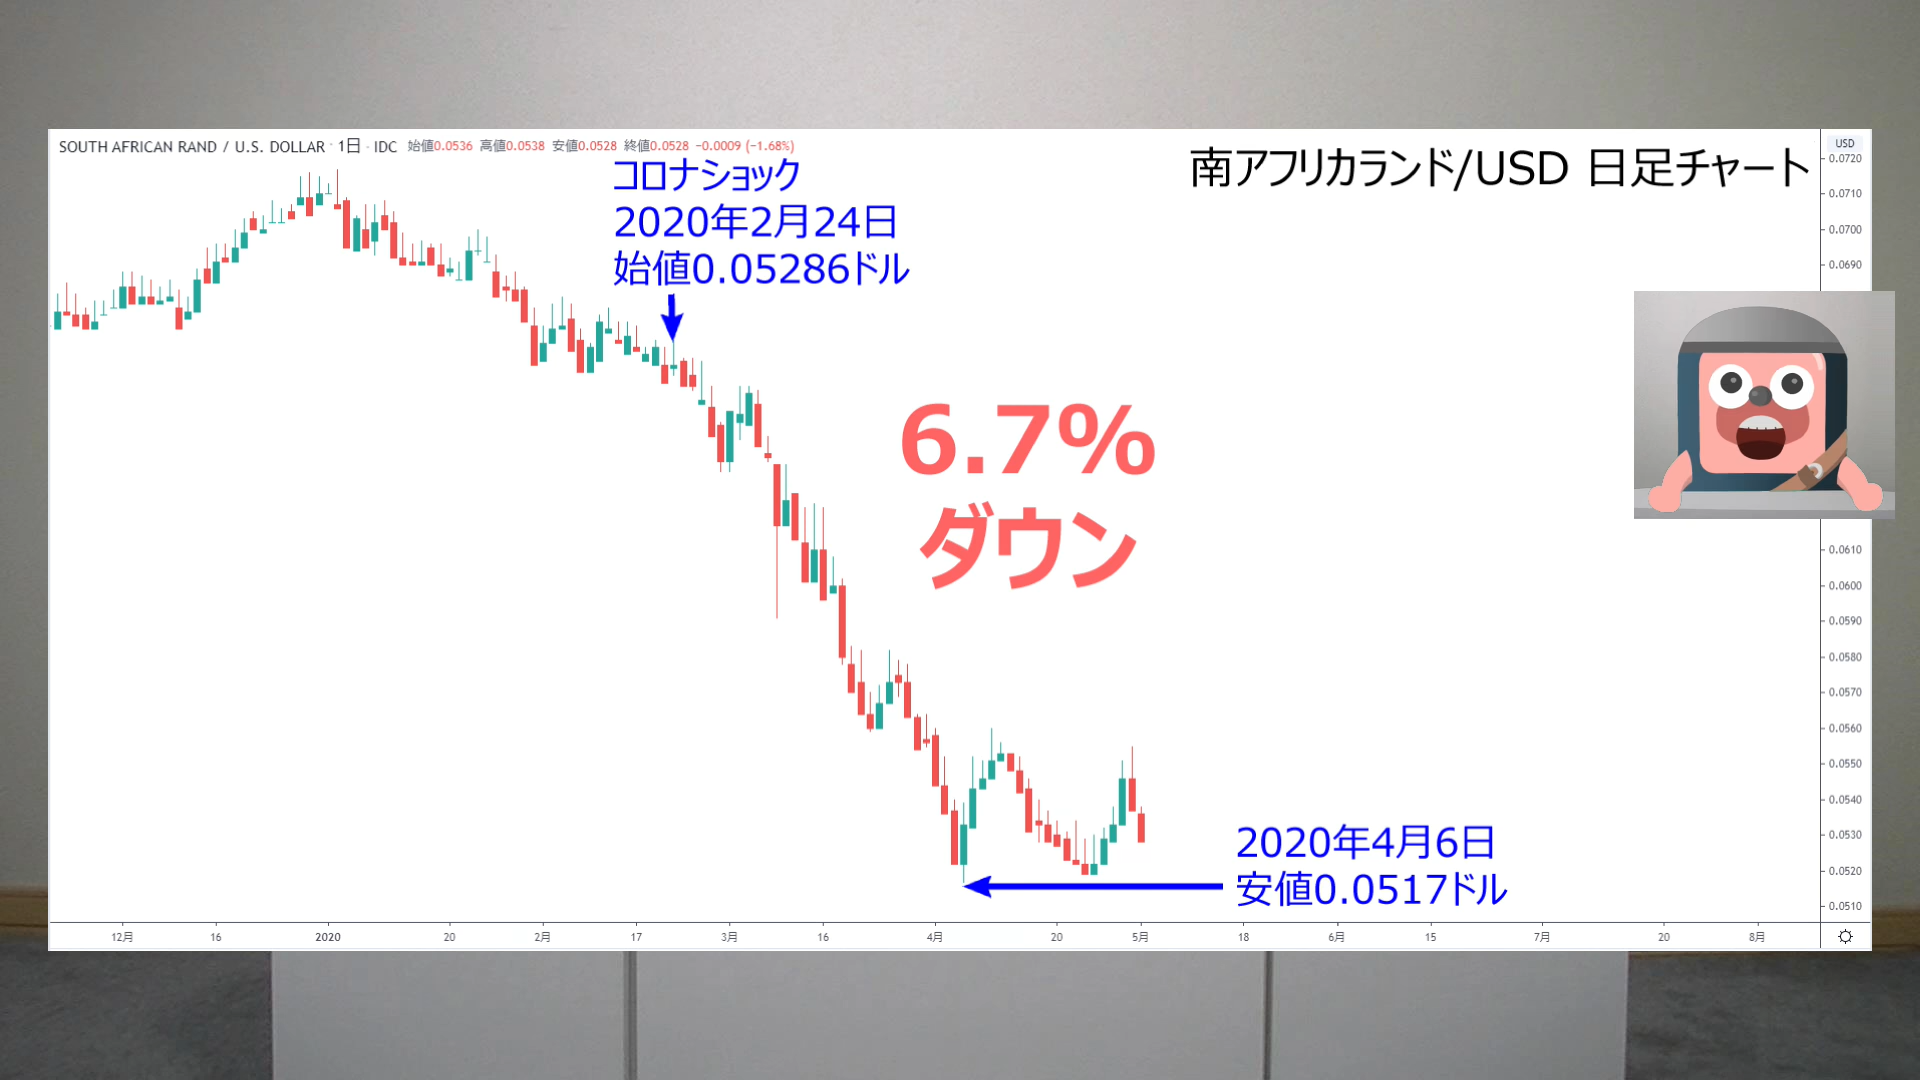 SOUTH AFRICAN RAND / U.S. DOLLAR · 1日 · IDC 始値0.0536 高値0.0538 安値0.0528 終値0.0528 −0.0009 (−1.68%)
USD
南アフリカランド/USD 日足チャート
コロナショック
2020年2月24日
始値0.05286ドル
6.7%
ダウン
2020年4月6日
安値0.0517ドル
0.0720
0.0710
0.0700
0.0690
0.0610
0.0600
0.0590
0.0580
0.0570
0.0560
0.0550
0.0540
0.0530
0.0520
0.0510
12月 16 2020 20 2月 17 3月 16 4月 20 5月 18 6月 15 7月 20 8月